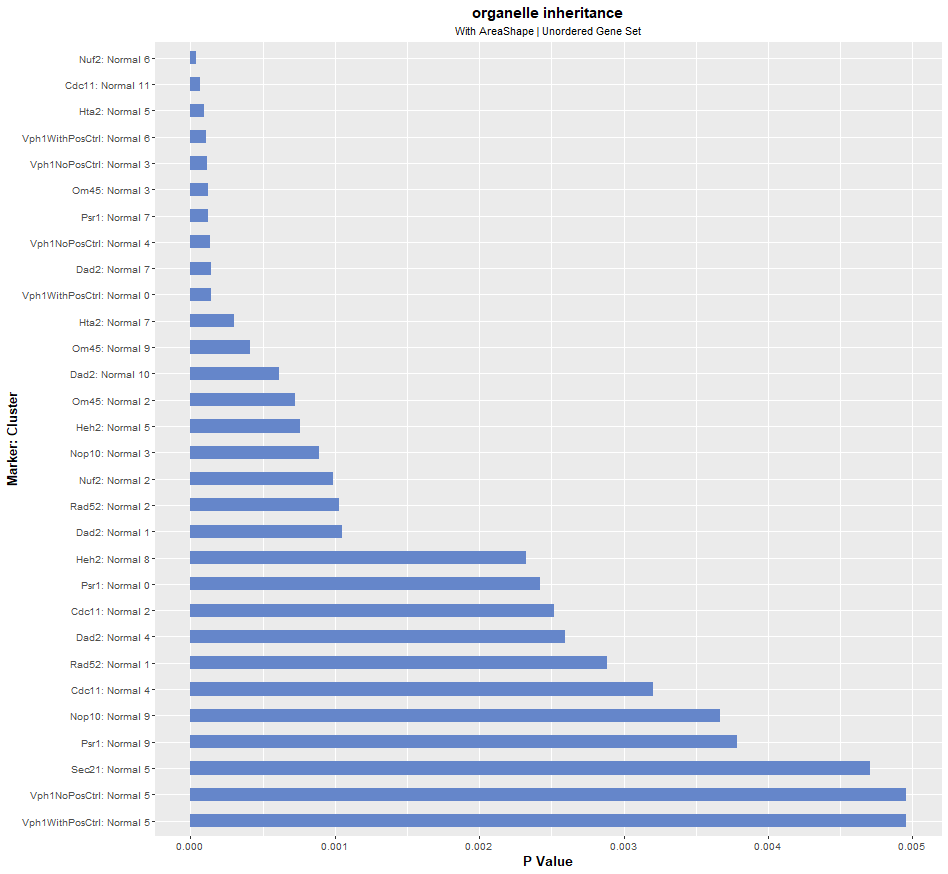 organelle inheritance
With AreaShape | Unordered Gene Set
Nuf2: Normal 6
Cdc11: Normal 11
Hta2: Normal 5
Vph1WithPosCtrl: Normal 6
Vph1NoPosCtrl: Normal 3
Om45: Normal 3
Psr1: Normal 7
Vph1NoPosCtrl: Normal 4
Dad2: Normal 7
Vph1WithPosCtrl: Normal 0
Hta2: Normal 7
Om45: Normal 9
Dad2: Normal 10
Om45: Normal 2
Heh2: Normal 5
Nop10: Normal 3
Nuf2: Normal 2
Rad52: Normal 2
Dad2: Normal 1
Heh2: Normal 8
Psr1: Normal 0
Cdc11: Normal 2
Dad2: Normal 4
Rad52: Normal 1
Cdc11: Normal 4
Nop10: Normal 9
Psr1: Normal 9
Sec21: Normal 5
Vph1NoPosCtrl: Normal 5
Vph1WithPosCtrl: Normal 5
Marker: Cluster
0.000 0.001 0.002 0.003 0.004 0.005
P Value